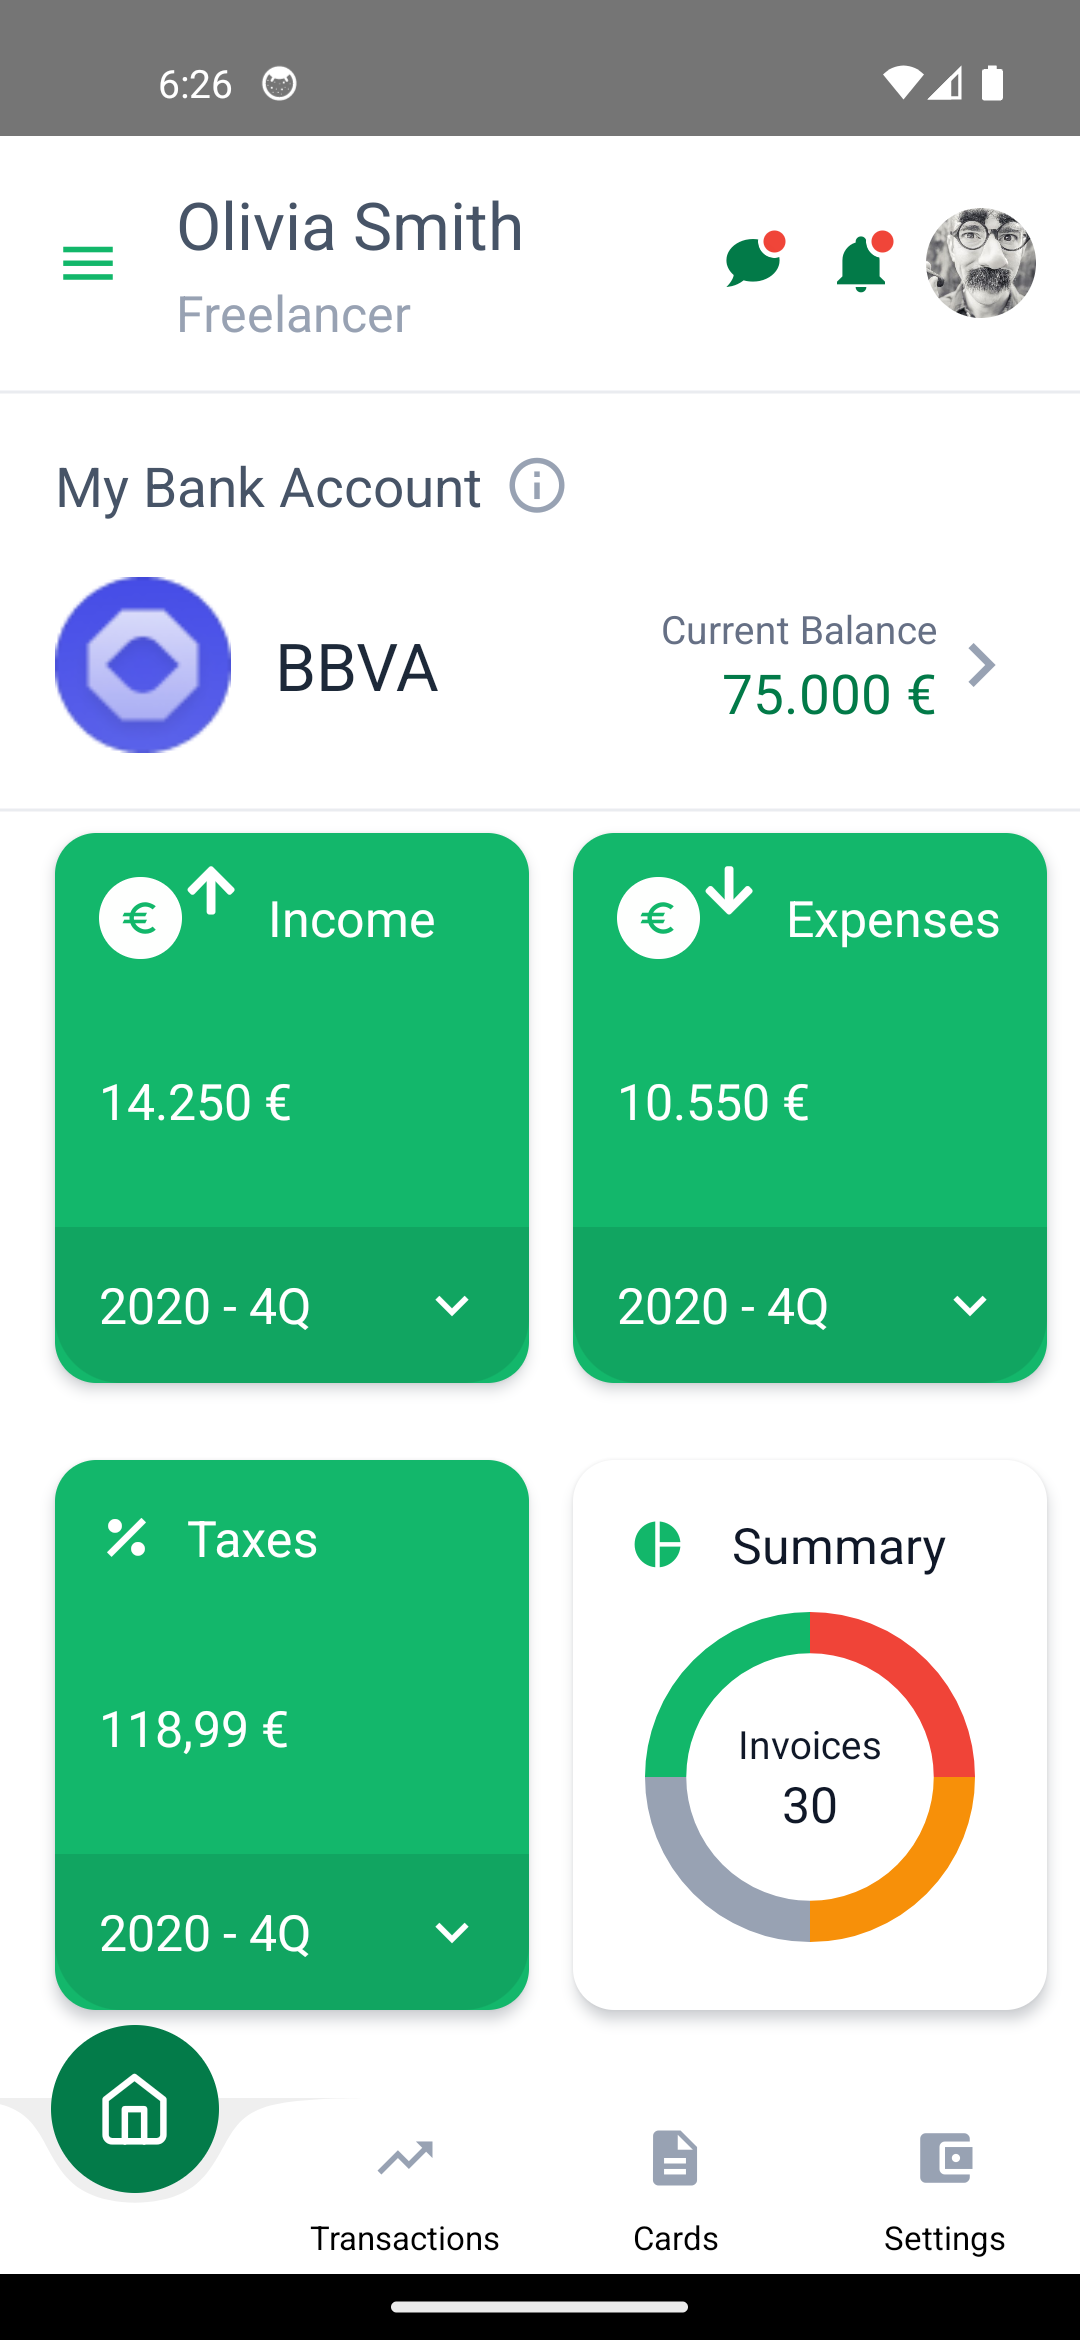 6:26
Olivia Smith
Freelancer
My Bank Account
BBVA
Current Balance
75.000 €
Income
14.250 €
2020 - 4Q
Expenses
10.550 €
2020 - 4Q
Taxes
118,99 €
2020 - 4Q
Summary
Invoices
30
Transactions
Cards
Settings